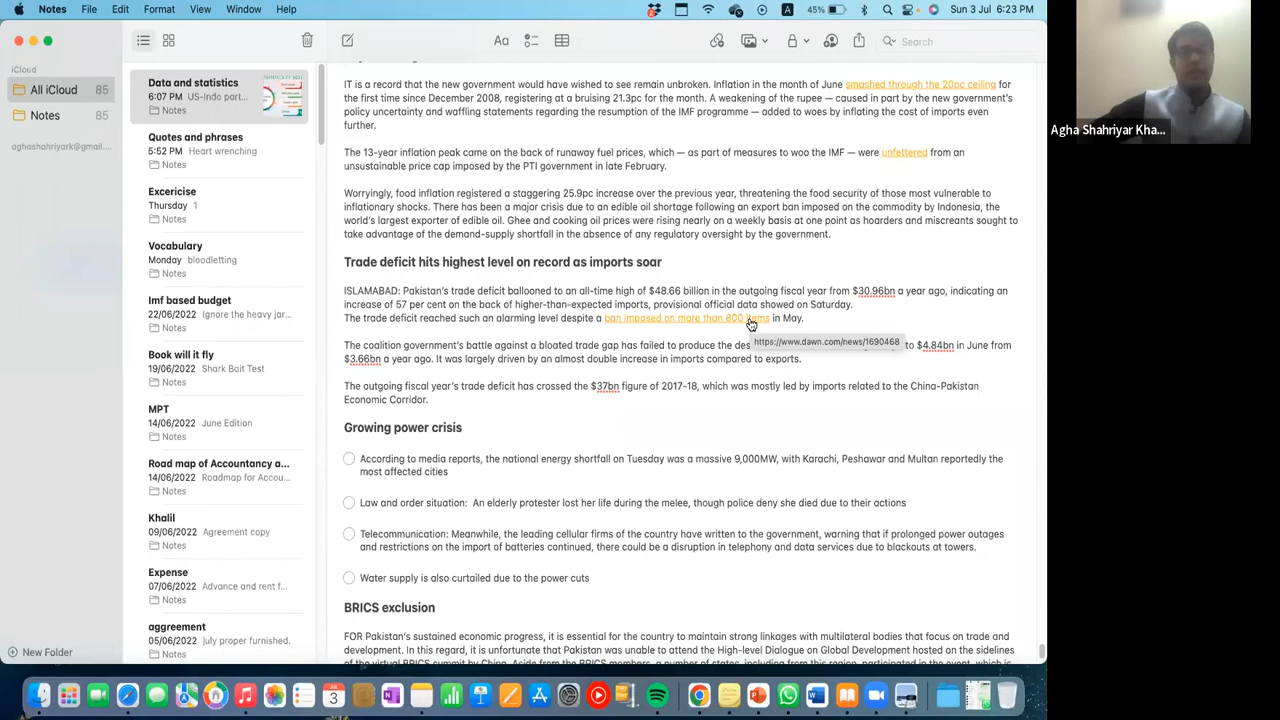 Notes File Edit Format View Window Help
A 45% Sun 3 Jul 6:23 PM
Aa Search
iCloud
All iCloud 85
Notes 85
aghashahriyark@gmail....
New Folder
Data and statistics
6:07 PM US-Indo part...
Notes
Quotes and phrases
5:52 PM Heart wrenching
Notes
Excericise
Thursday 1
Notes
Vocabulary
Monday bloodletting
Notes
Imf based budget
22/06/2022 Ignore the heavy jar...
Notes
Book will it fly
19/06/2022 Shark Bait Test
Notes
MPT
14/06/2022 June Edition
Notes
Road map of Accountancy a...
14/06/2022 Roadmap for Accou...
Notes
Khalil
09/06/2022 Agreement copy
Notes
Expense
07/06/2022 Advance and rent f...
Notes
aggreement
05/06/2022 july proper furnished.
Notes
IT is a record that the new government would have wished to see remain unbroken. Inflation in the month of June smashed through the 20pc ceiling for
the first time since December 2008, registering at a bruising 21.3pc for the month. A weakening of the rupee — caused in part by the new government's
policy uncertainty and waffling statements regarding the resumption of the IMF programme — added to woes by inflating the cost of imports even
further.
The 13-year inflation peak came on the back of runaway fuel prices, which — as part of measures to woo the IMF — were unfettered from an
unsustainable price cap imposed by the PTI government in late February.
Worryingly, food inflation registered a staggering 25.9pc increase over the previous year, threatening the food security of those most vulnerable to
inflationary shocks. There has been a major crisis due to an edible oil shortage following an export ban imposed on the commodity by Indonesia, the
world's largest exporter of edible oil. Ghee and cooking oil prices were rising nearly on a weekly basis at one point as hoarders and miscreants sought to
take advantage of the demand-supply shortfall in the absence of any regulatory oversight by the government.
Trade deficit hits highest level on record as imports soar
ISLAMABAD: Pakistan's trade deficit ballooned to an all-time high of $48.66 billion in the outgoing fiscal year from $30.96bn a year ago, indicating an
increase of 57 per cent on the back of higher-than-expected imports, provisional official data showed on Saturday.
The trade deficit reached such an alarming level despite a ban imposed on more than 800 items in May.
https://www.dawn.com/news/1690468
The coalition government's battle against a bloated trade gap has failed to produce the to $4.84bn in June from
$3.66bn a year ago. It was largely driven by an almost double increase in imports compared to exports.
The outgoing fiscal year's trade deficit has crossed the $37bn figure of 2017-18, which was mostly led by imports related to the China-Pakistan
Economic Corridor.
Growing power crisis
According to media reports, the national energy shortfall on Tuesday was a massive 9,000MW, with Karachi, Peshawar and Multan reportedly the
most affected cities
Law and order situation: An elderly protester lost her life during the melee, though police deny she died due to their actions
Telecommunication: Meanwhile, the leading cellular firms of the country have written to the government, warning that if prolonged power outages
and restrictions on the import of batteries continued, there could be a disruption in telephony and data services due to blackouts at towers.
Water supply is also curtailed due to the power cuts
BRICS exclusion
FOR Pakistan's sustained economic progress, it is essential for the country to maintain strong linkages with multilateral bodies that focus on trade and
development. In this regard, it is unfortunate that Pakistan was unable to attend the High-level Dialogue on Global Development hosted on the sidelines
of the virtual BRICS summit by China. Aside from the BRICS members, a number of states, including from this region, participated in the event, which is
Agha Shahriyar Kha...
JUL
3